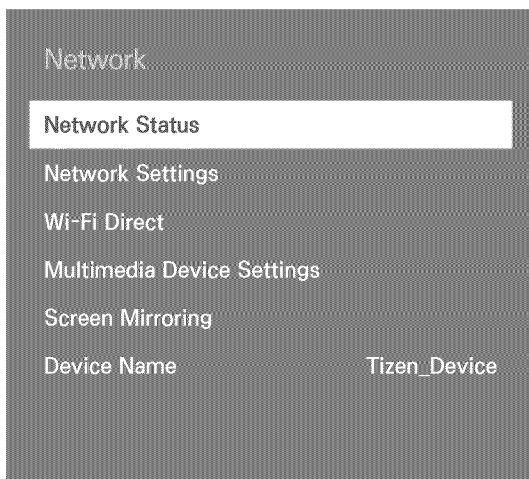 Network
Network Status
Network Settings
Wi-Fi Direct
Multimedia Device Settings
Screen Mirroring
Device Name Tizen_Device